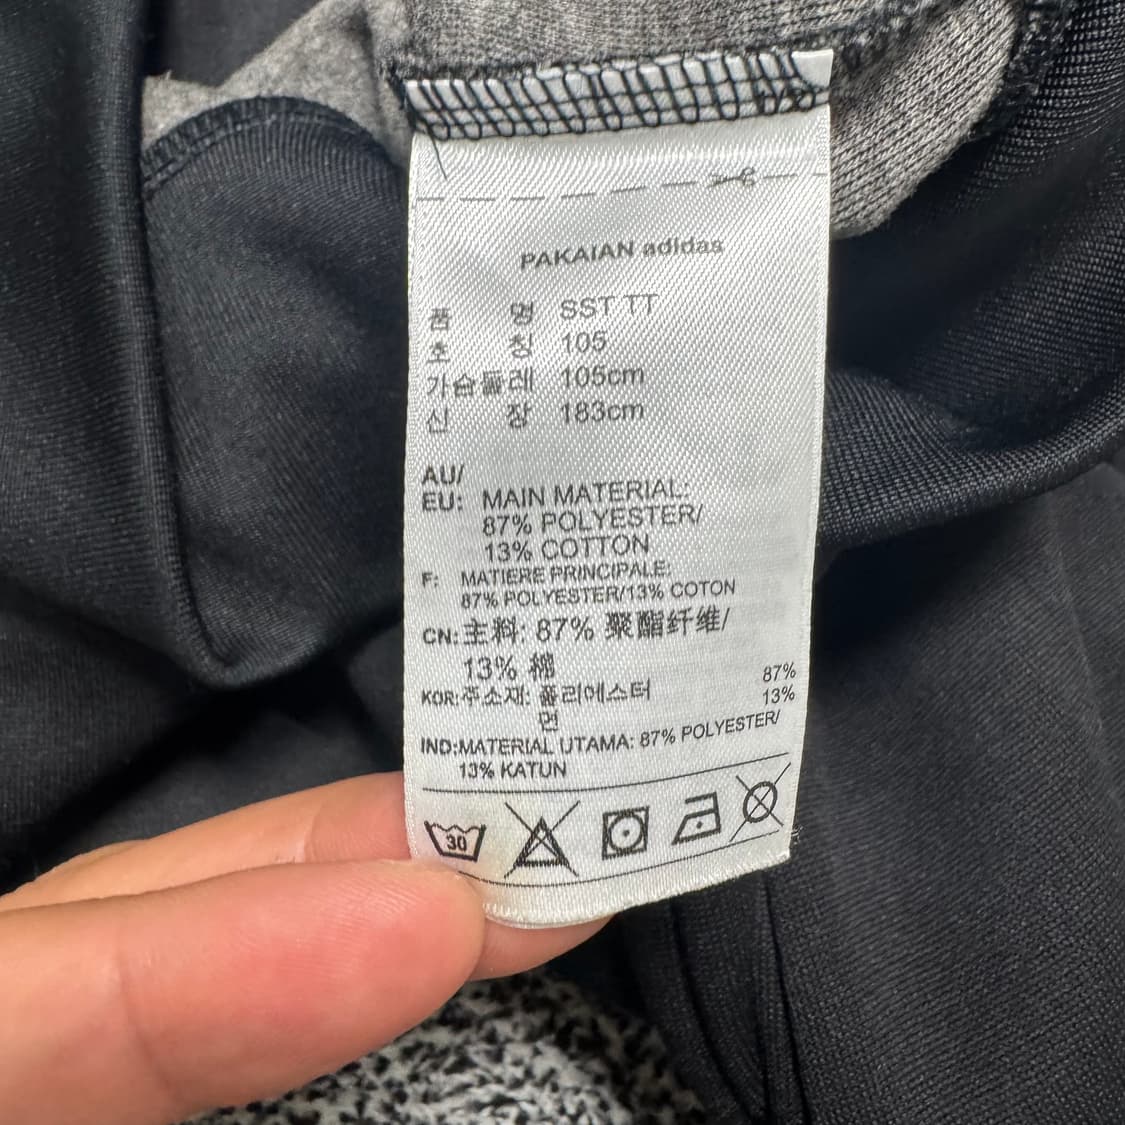 PAKAIAN adidas
품 명 SST TT
호 칭 105
가슴둘레 105cm
신 장 183cm
AU/
EU: MAIN MATERIAL:
87% POLYESTER/
13% COTTON
F: MATIERE PRINCIPALE:
87% POLYESTER/13% COTON
CN: 主料: 87% 聚酯纤维/
13% 棉
KOR: 주소재: 폴리에스터 87%
면 13%
IND: MATERIAL UTAMA: 87% POLYESTER/
13% KATUN
30